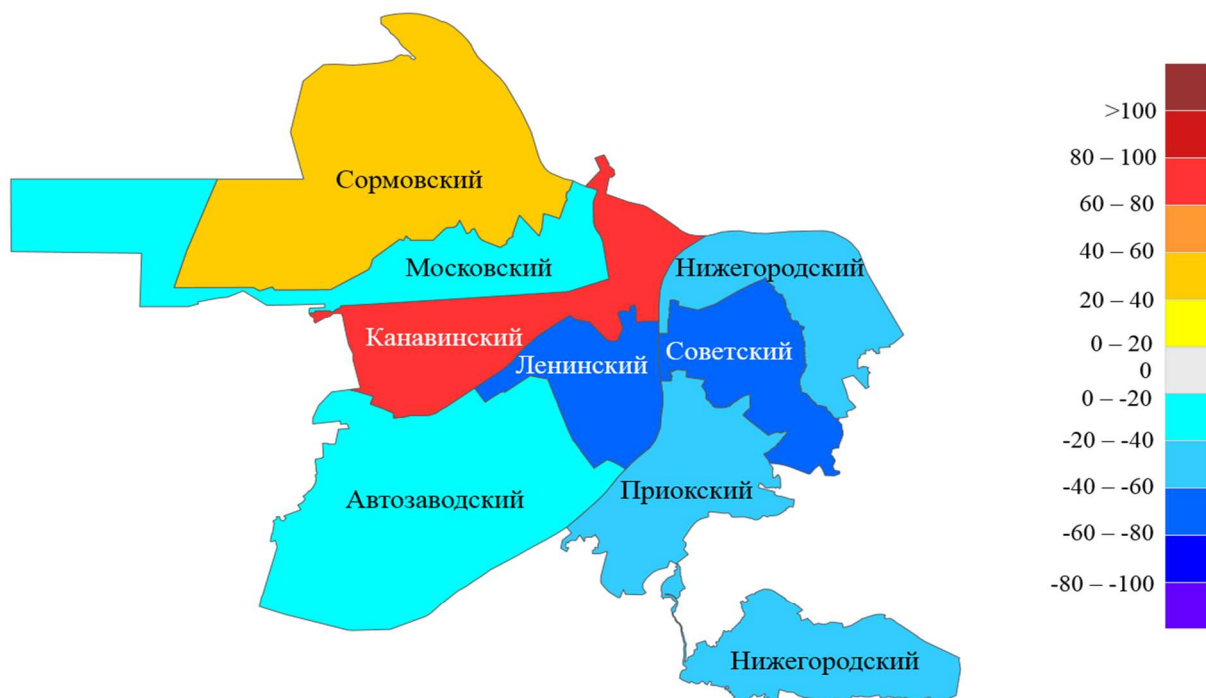 Сормовский
Московский
Нижегородский
Канавинский
Ленинский
Советский
Автозаводский
Приокский
Нижегородский
>100
80 – 100
60 – 80
40 – 60
20 – 40
0 – 20
0
0 – -20
-20 – -40
-40 – -60
-60 – -80
-80 – -100